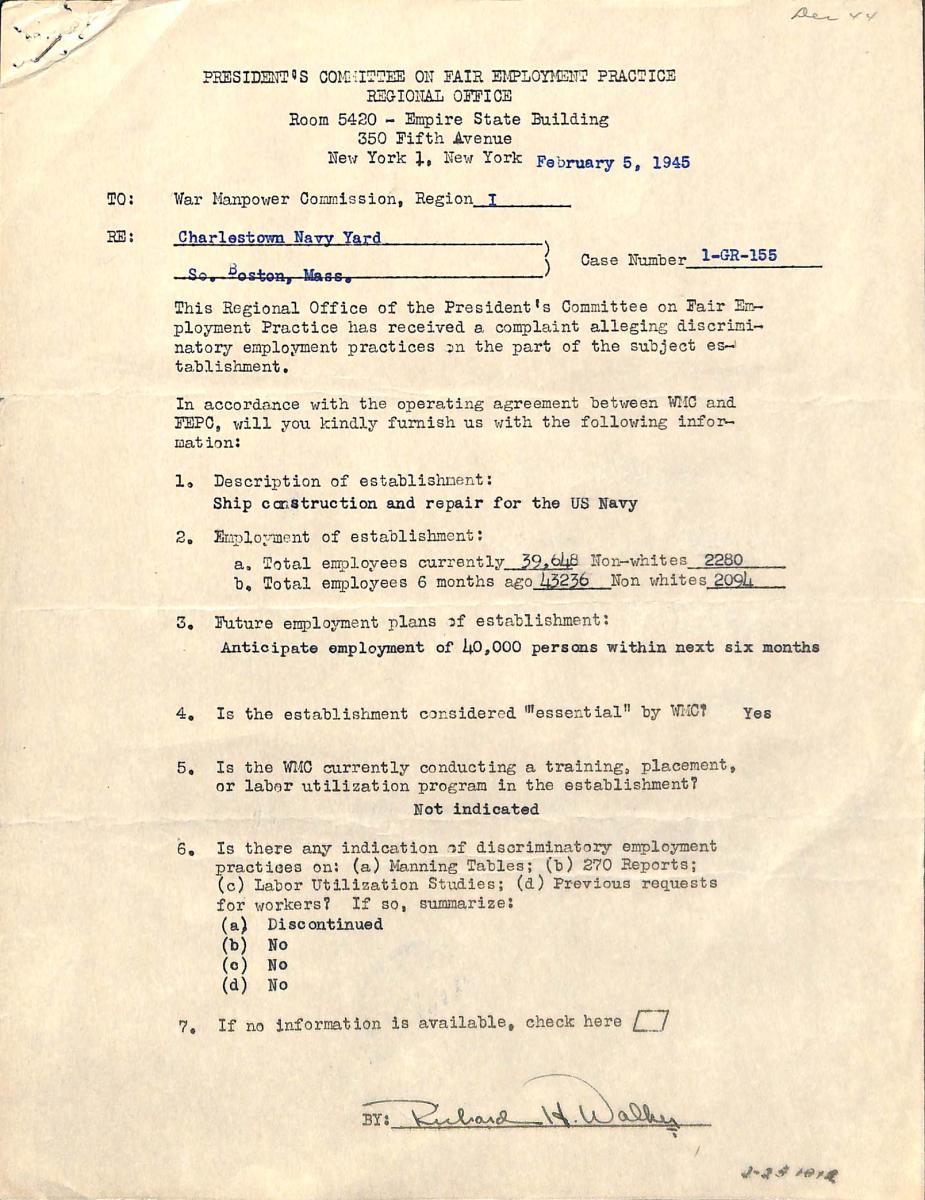 Dec 44
PRESIDENT'S COMMITTEE ON FAIR EMPLOYMENT PRACTICE
REGIONAL OFFICE
Room 5420 - Empire State Building
350 Fifth Avenue
New York 1, New York February 5, 1945
TO: War Manpower Commission, Region I
RE: Charlestown Navy Yard
So. Boston, Mass. Case Number 1-GR-155
This Regional Office of the President's Committee on Fair Em-
ployment Practice has received a complaint alleging discrimi-
natory employment practices on the part of the subject es-
tablishment.
In accordance with the operating agreement between WMC and
FEPC, will you kindly furnish us with the following infor-
mation:
1. Description of establishment:
Ship construction and repair for the US Navy
2. Employment of establishment:
a. Total employees currently 39,648 Non-whites 2280
b. Total employees 6 months ago 43236 Non whites 2094
3. Future employment plans of establishment:
Anticipate employment of 40,000 persons within next six months
4. Is the establishment considered ""essential" by WMC? Yes
5. Is the WMC currently conducting a training, placement,
or labor utilization program in the establishment?
Not indicated
6. Is there any indication of discriminatory employment
practices on: (a) Manning Tables; (b) 270 Reports;
(c) Labor Utilization Studies; (d) Previous requests
for workers? If so, summarize:
(a) Discontinued
(b) No
(c) No
(d) No
7. If no information is available, check here
BY: Richard H. Walker